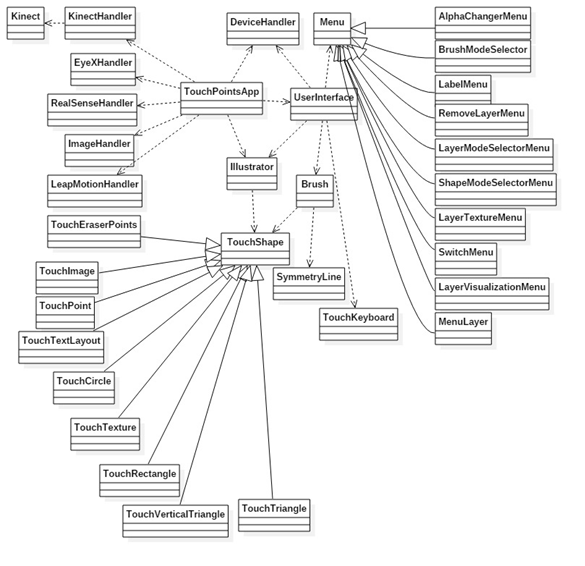 Kinect
KinectHandler
DeviceHandler
Menu
AlphaChangerMenu
BrushModeSelector
EyeXHandler
LabelMenu
TouchPointsApp
UserInterface
RealSenseHandler
RemoveLayerMenu
ImageHandler
LayerModeSelectorMenu
Illustrator
Brush
LeapMotionHandler
ShapeModeSelectorMenu
TouchEraserPoints
LayerTextureMenu
TouchShape
SwitchMenu
TouchImage
SymmetryLine
LayerVisualizationMenu
TouchPoint
TouchKeyboard
MenuLayer
TouchTextLayout
TouchCircle
TouchTexture
TouchRectangle
TouchVerticalTriangle
TouchTriangle